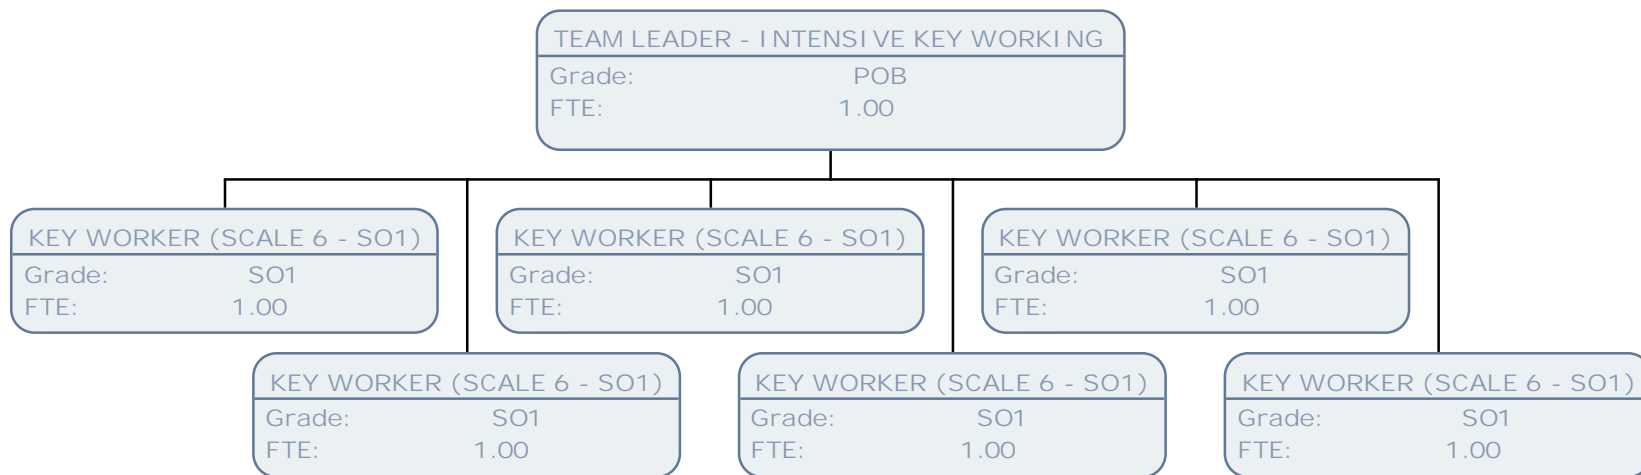 TEAM LEADER - INTENSIVE KEY WORKING
Grade: POB
FTE: 1.00
KEY WORKER (SCALE 6 - SO1)
Grade: SO1
FTE: 1.00
KEY WORKER (SCALE 6 - SO1)
Grade: SO1
FTE: 1.00
KEY WORKER (SCALE 6 - SO1)
Grade: SO1
FTE: 1.00
KEY WORKER (SCALE 6 - SO1)
Grade: SO1
FTE: 1.00
KEY WORKER (SCALE 6 - SO1)
Grade: SO1
FTE: 1.00
KEY WORKER (SCALE 6 - SO1)
Grade: SO1
FTE: 1.00